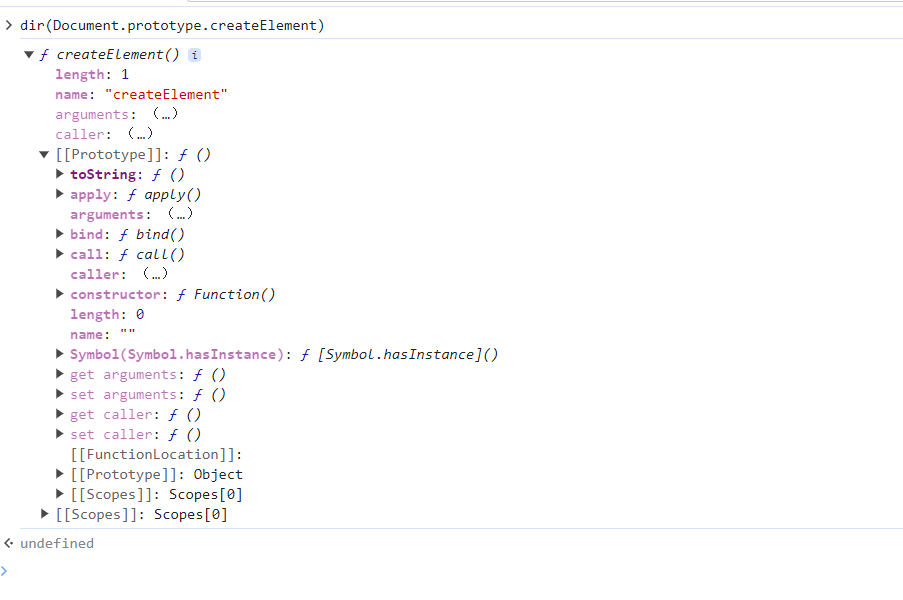 dir(Document.prototype.createElement)
ƒ createElement() i
length: 1
name: "createElement"
arguments: (…)
caller: (…)
[[Prototype]]: ƒ ()
toString: ƒ ()
apply: ƒ apply()
arguments: (…)
bind: ƒ bind()
call: ƒ call()
caller: (…)
constructor: ƒ Function()
length: 0
name: ""
Symbol(Symbol.hasInstance): ƒ [Symbol.hasInstance]()
get arguments: ƒ ()
set arguments: ƒ ()
get caller: ƒ ()
set caller: ƒ ()
[[FunctionLocation]]:
[[Prototype]]: Object
[[Scopes]]: Scopes[0]
[[Scopes]]: Scopes[0]
undefined